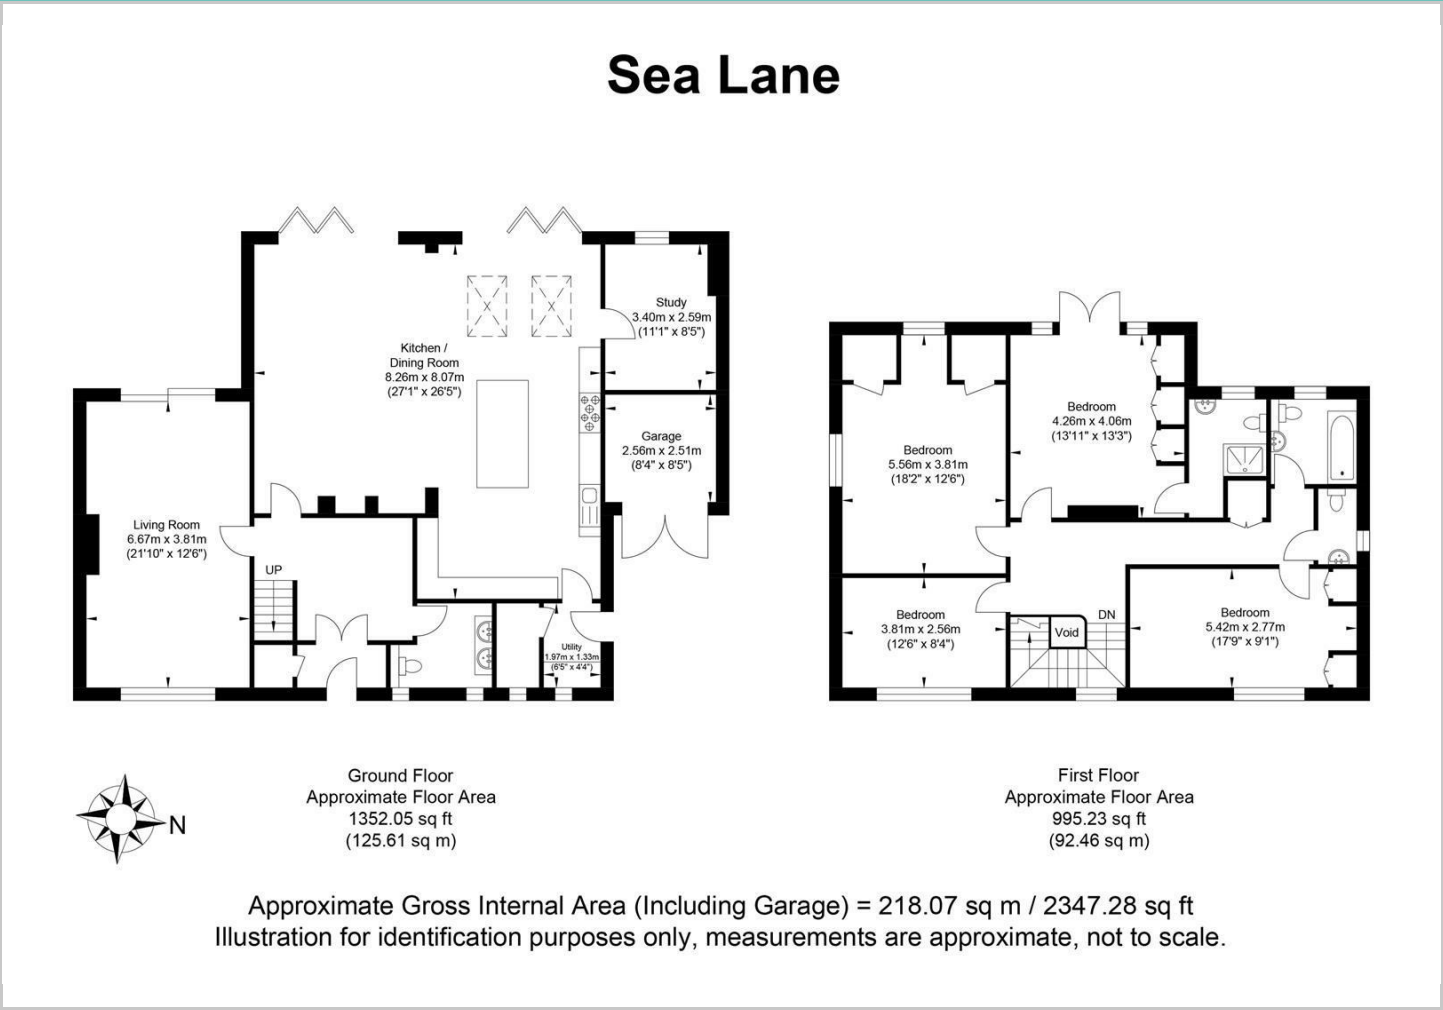 Sea Lane
Study
3.40m x 2.59m
(11'1" x 8'5")
Kitchen /
Dining Room
8.26m x 8.07m
(27'1" x 26'5")
Garage
2.56m x 2.51m
(8'4" x 8'5")
Living Room
6.67m x 3.81m
(21'10" x 12'6")
UP
Utility
1.97m x 1.33m
(6'5" x 4'4")
Bedroom
4.26m x 4.06m
(13'11" x 13'3")
Bedroom
5.56m x 3.81m
(18'2" x 12'6")
Bedroom
3.81m x 2.56m
(12'6" x 8'4")
DN
Void
Bedroom
5.42m x 2.77m
(17'9" x 9'1")
N
Ground Floor
Approximate Floor Area
1352.05 sq ft
(125.61 sq m)
First Floor
Approximate Floor Area
995.23 sq ft
(92.46 sq m)
Approximate Gross Internal Area (Including Garage) = 218.07 sq m / 2347.28 sq ft
Illustration for identification purposes only, measurements are approximate, not to scale.